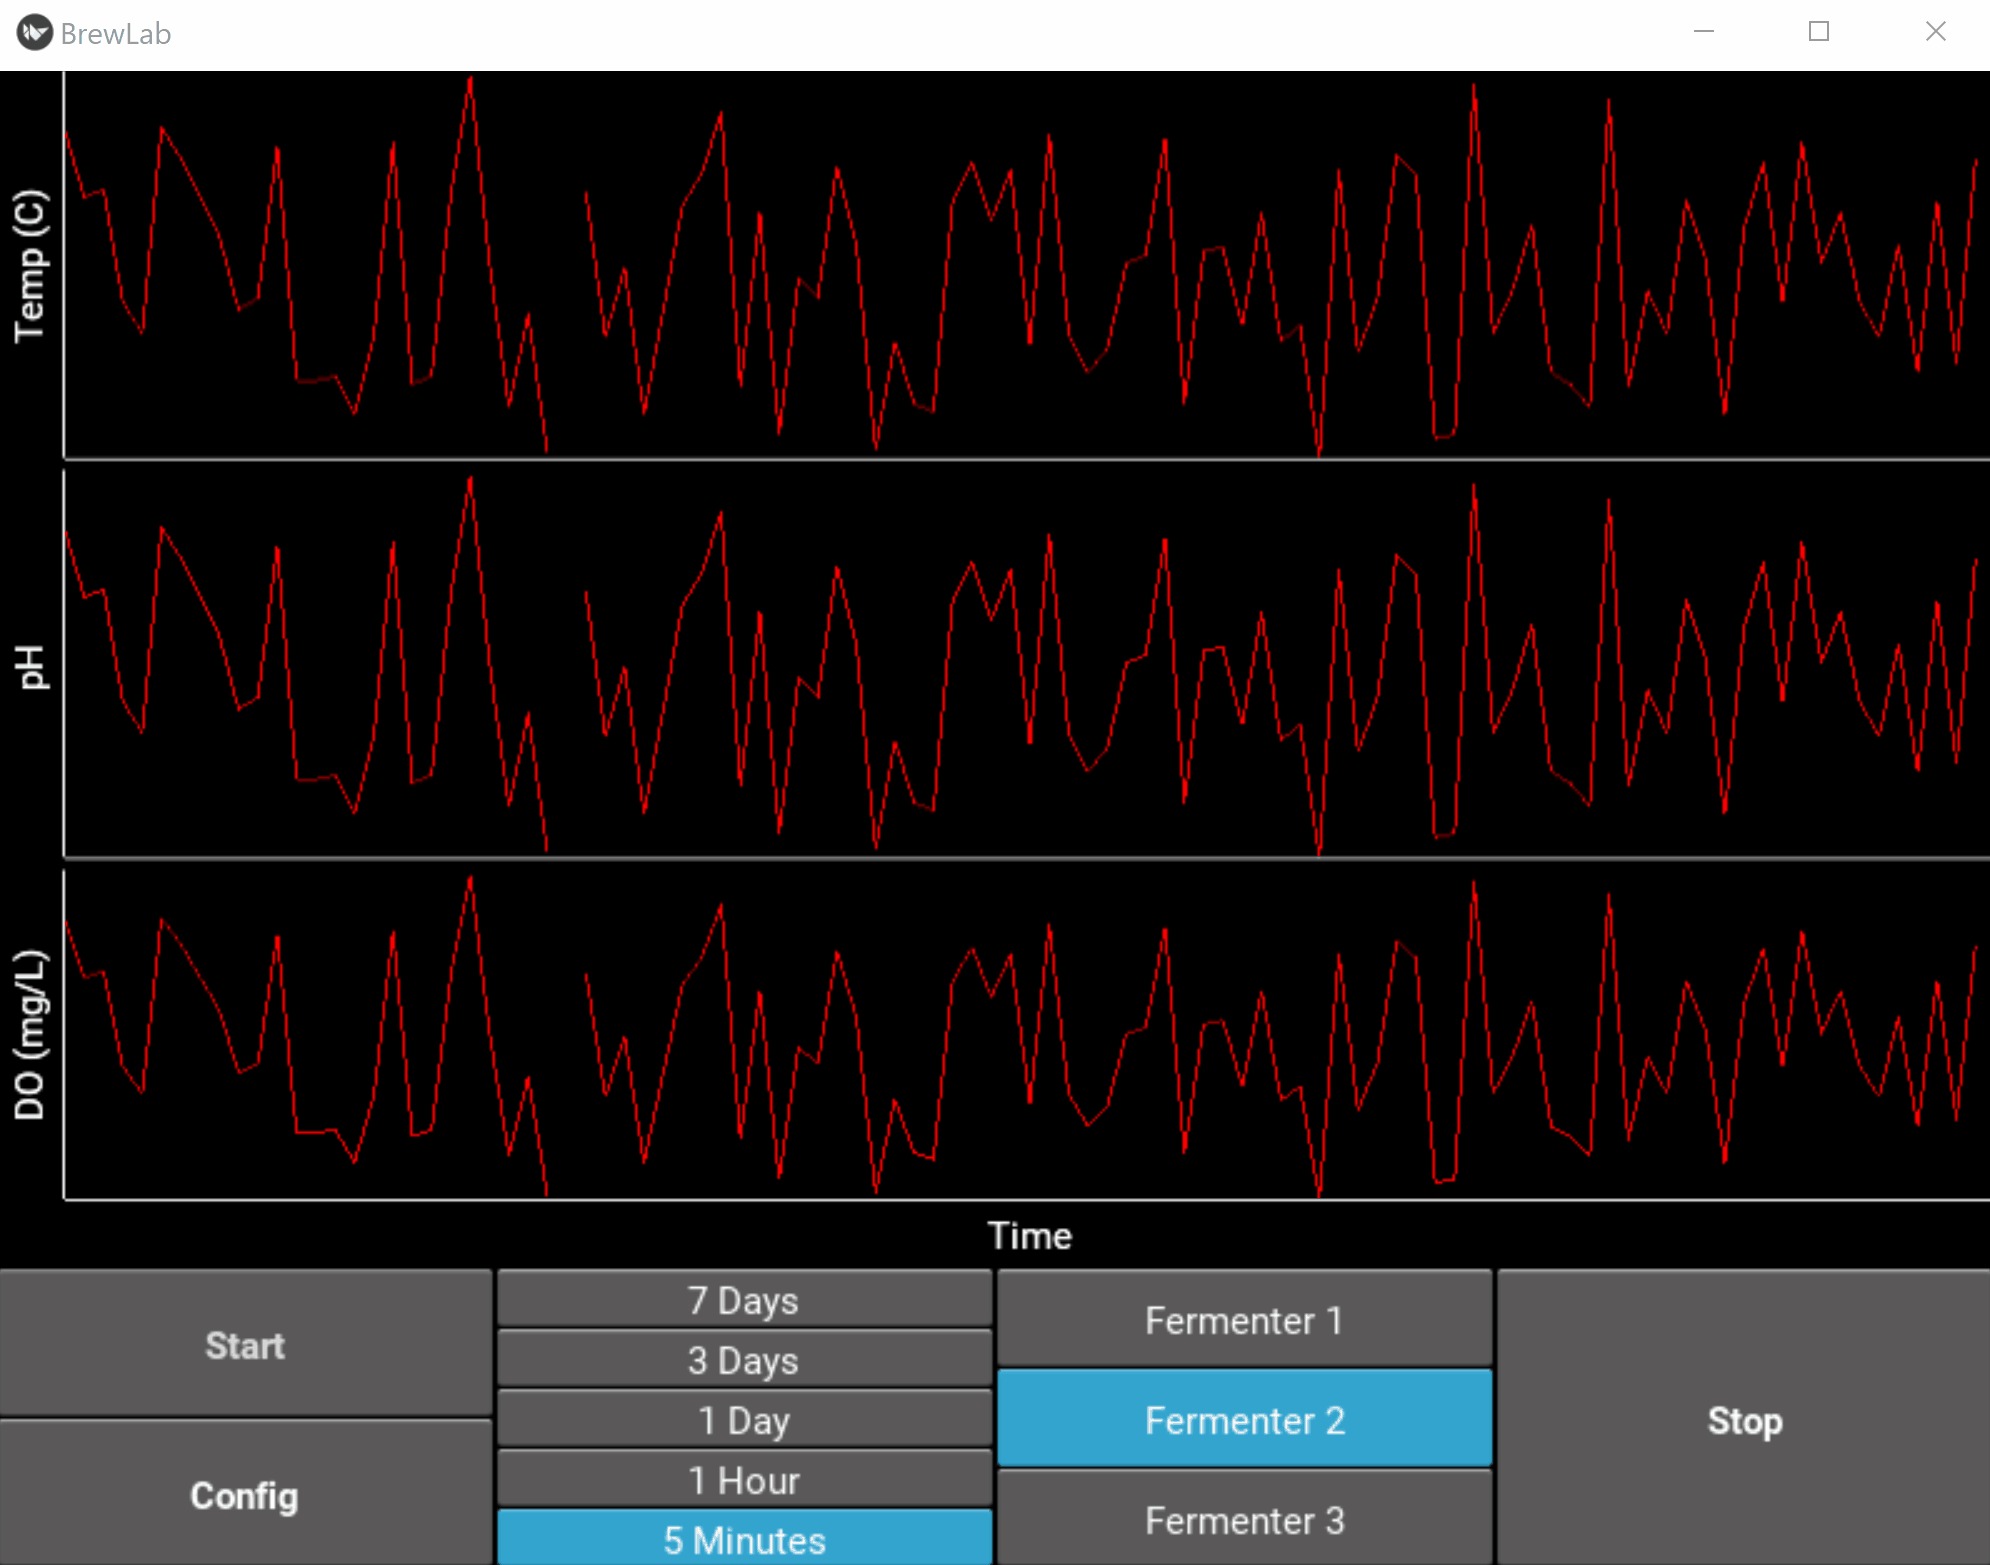 BrewLab
Temp (C)
pH
DO (mg/L)
Time
Start
Config
7 Days
3 Days
1 Day
1 Hour
5 Minutes
Fermenter 1
Fermenter 2
Fermenter 3
Stop